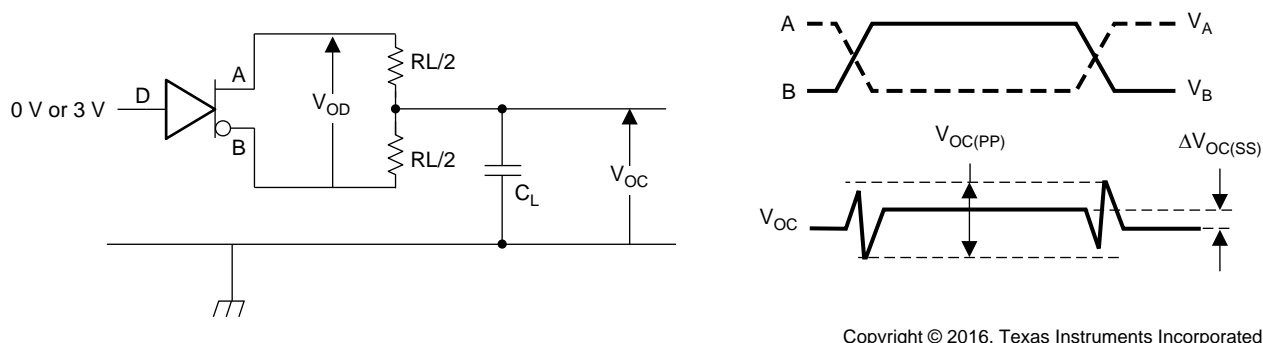 0 V or 3 V
D
A
B
V_OD
RL/2
RL/2
C_L
V_OC
A
B
V_A
V_B
V_OC(PP)
ΔV_OC(SS)
V_OC
Copyright © 2016, Texas Instruments Incorporated